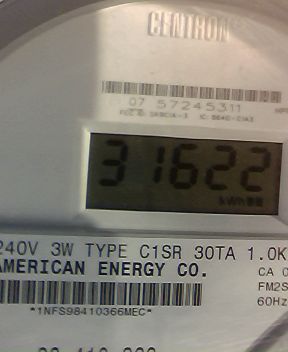 CENTRON
07 57245311
31622
kWh
240V 3W TYPE C1SR 30TA 1.0K
AMERICAN ENERGY CO.
CA 0
FM2S
60Hz
*1NFS98410366MEC*